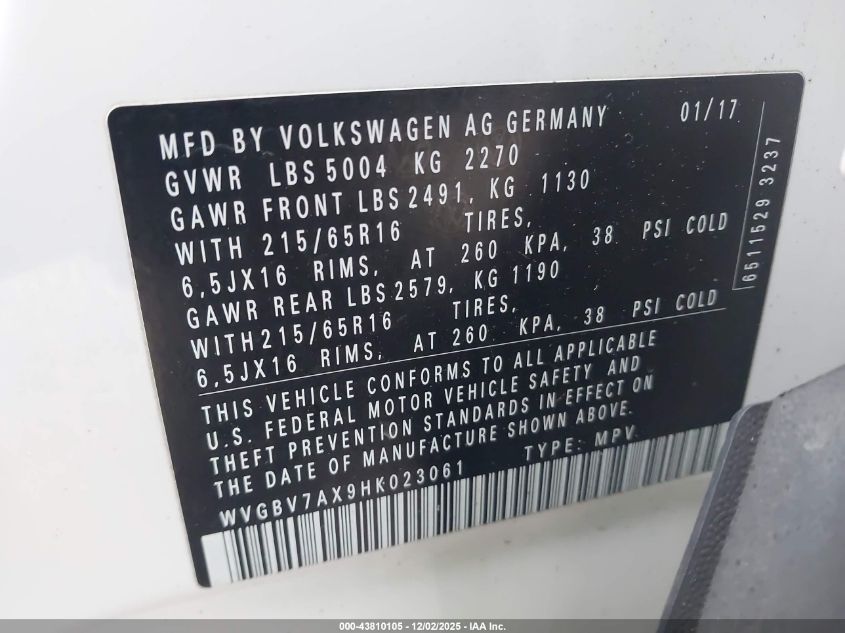 MFD BY VOLKSWAGEN AG GERMANY 01/17
GVWR LBS 5004 KG 2270
GAWR FRONT LBS 2491, KG 1130
WITH 215/65R16 TIRES,
6,5JX16 RIMS, AT 260 KPA, 38 PSI COLD
GAWR REAR LBS 2579, KG 1190
WITH 215/65R16 TIRES,
6,5JX16 RIMS, AT 260 KPA, 38 PSI COLD
THIS VEHICLE CONFORMS TO ALL APPLICABLE
U.S. FEDERAL MOTOR VEHICLE SAFETY AND
THEFT PREVENTION STANDARDS IN EFFECT ON
THE DATE OF MANUFACTURE SHOWN ABOVE.
WVGBV7AX9HK023061 TYPE: MPV
6511529 3237
000-43810105 - 12/02/2025 - IAA Inc.